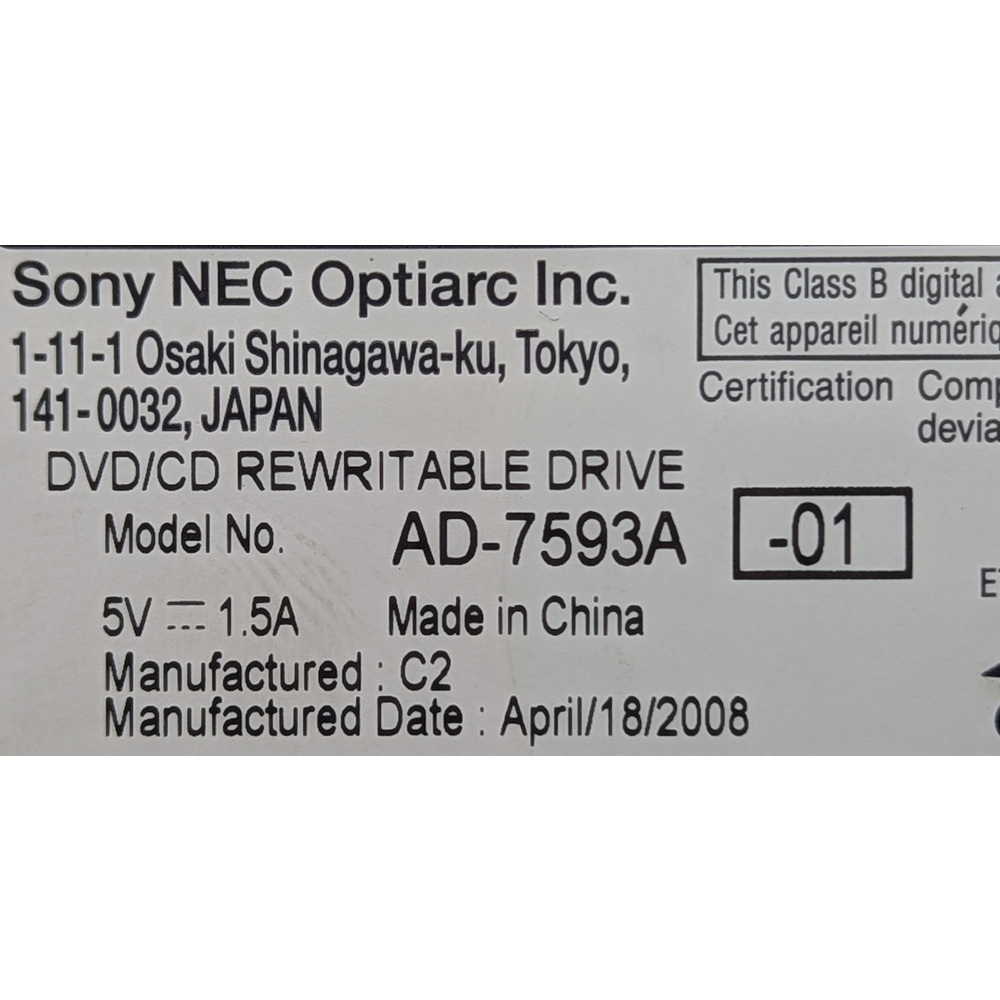 Sony NEC Optiarc Inc.
1-11-1 Osaki Shinagawa-ku, Tokyo,
141-0032, JAPAN
DVD/CD REWRITABLE DRIVE
Model No. AD-7593A -01
5V 1.5A Made in China
Manufactured : C2
Manufactured Date : April/18/2008
This Class B digital
Cet appareil
Certification